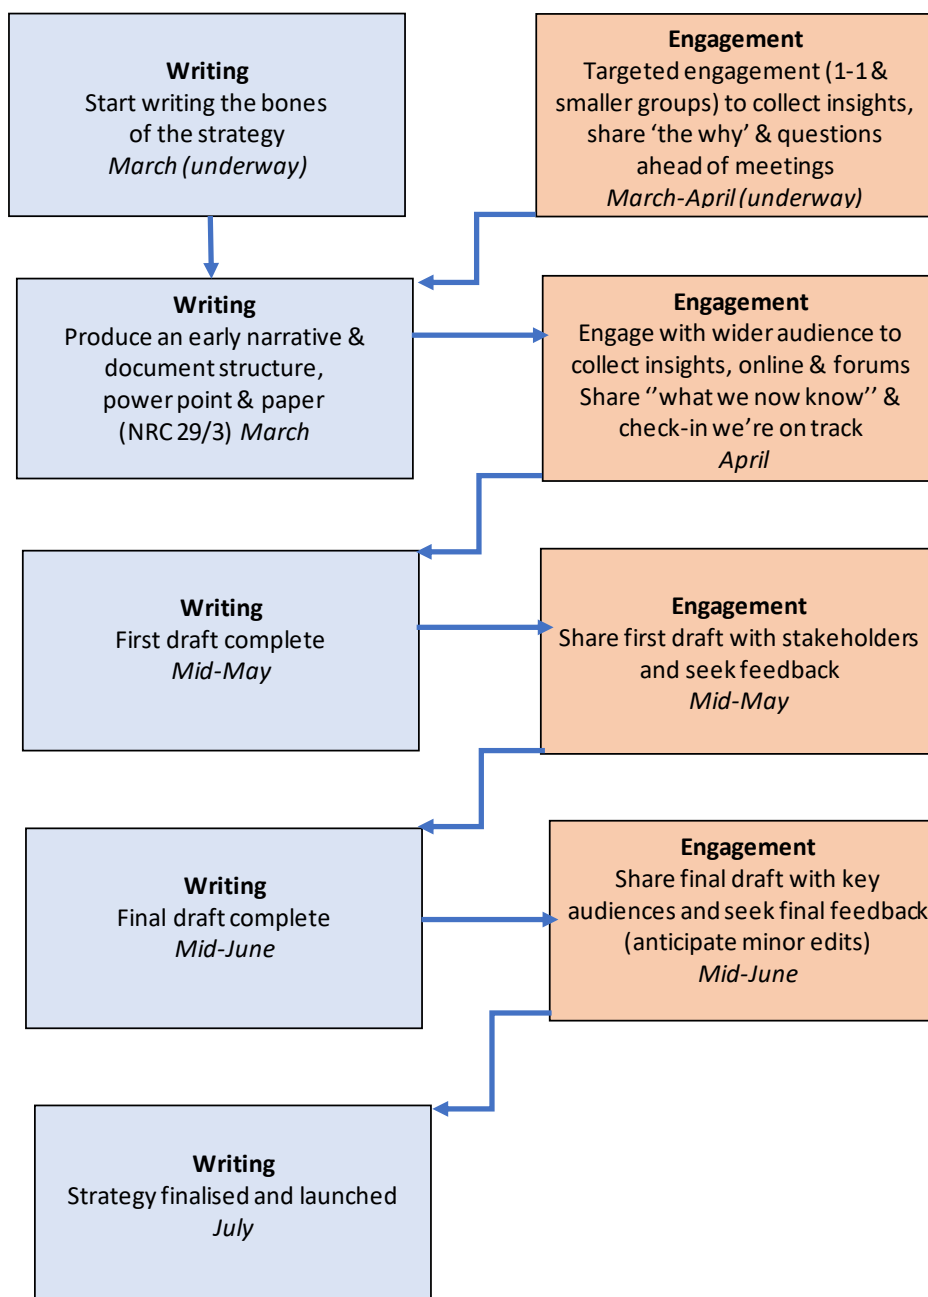 Writing
Start writing the bones
of the strategy
March (underway)
Engagement
Targeted engagement (1-1 &
smaller groups) to collect insights,
share ‘the why’ & questions
ahead of meetings
March-April (underway)
Writing
Produce an early narrative &
document structure,
power point & paper
(NRC 29/3) March
Engagement
Engage with wider audience to
collect insights, online & forums
Share ‘’what we now know’’ &
check-in we’re on track
April
Writing
First draft complete
Mid-May
Engagement
Share first draft with stakeholders
and seek feedback
Mid-May
Writing
Final draft complete
Mid-June
Engagement
Share final draft with key
audiences and seek final feedback
(anticipate minor edits)
Mid-June
Writing
Strategy finalised and launched
July